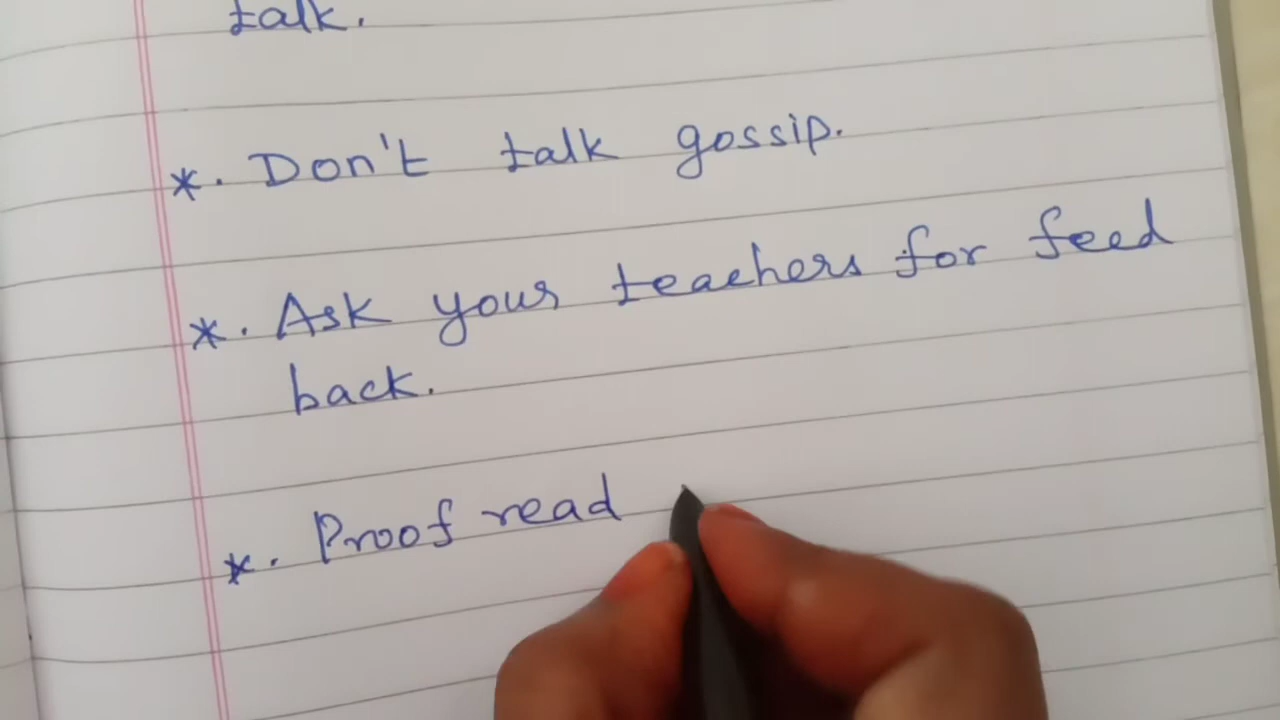 talk.
*. Don't talk gossip.
*. Ask your teachers for feed
back.
*. Proof read